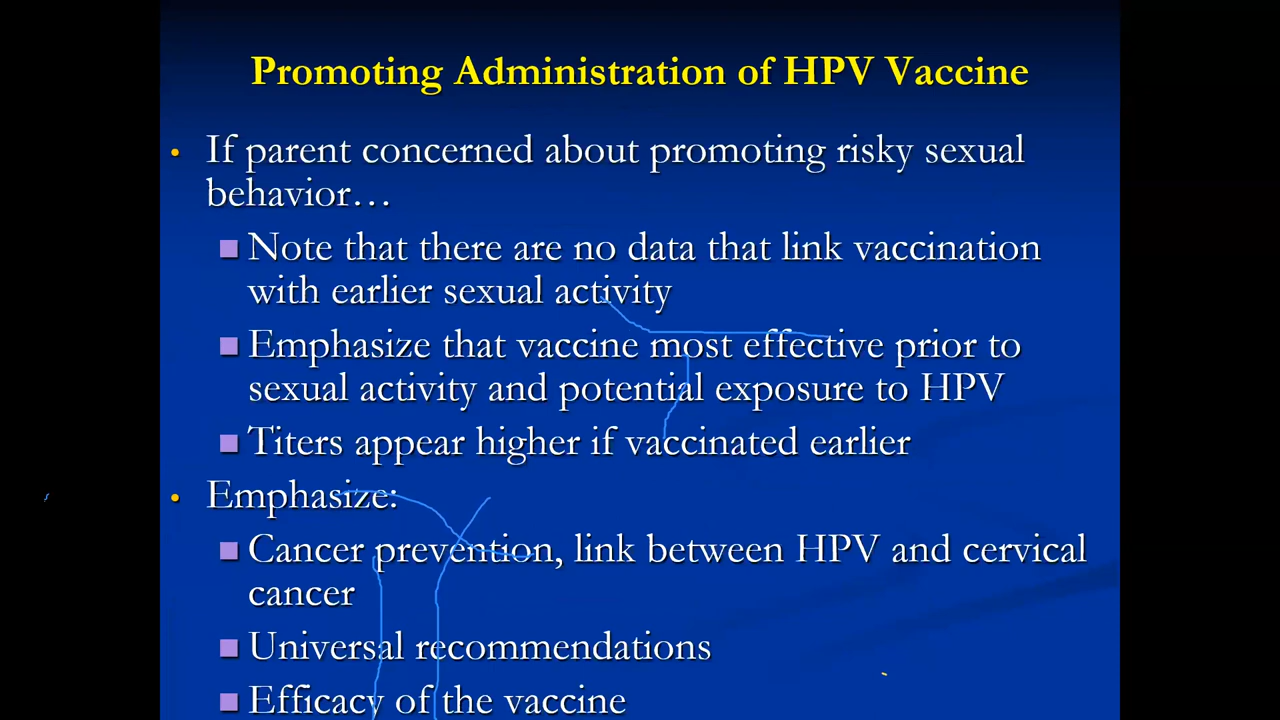 Promoting Administration of HPV Vaccine
• If parent concerned about promoting risky sexual
behavior…
■ Note that there are no data that link vaccination
with earlier sexual activity
■ Emphasize that vaccine most effective prior to
sexual activity and potential exposure to HPV
■ Titers appear higher if vaccinated earlier
• Emphasize:
■ Cancer prevention, link between HPV and cervical
cancer
■ Universal recommendations
■ Efficacy of the vaccine